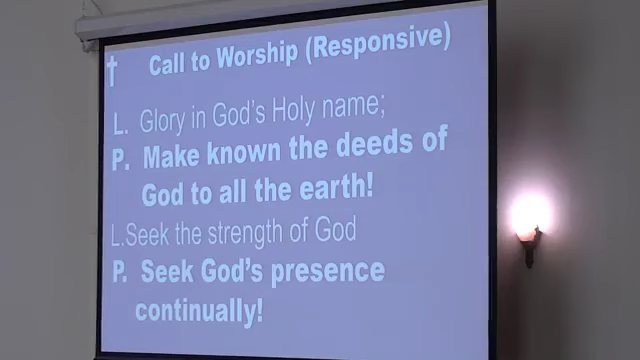 † Call to Worship (Responsive)
L. Glory in God's Holy name;
P. Make known the deeds of
God to all the earth!
L.Seek the strength of God
P. Seek God's presence
continually!